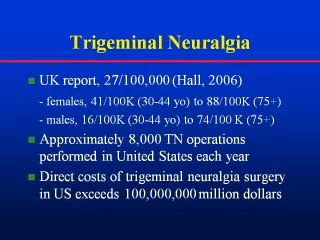 Trigeminal Neuralgia
UK report, 27/100,000 (Hall, 2006)
- females, 41/100K (30-44 yo) to 88/100K (75+)
- males, 16/100K (30-44 yo) to 74/100 K (75+)
Approximately 8,000 TN operations
performed in United States each year
Direct costs of trigeminal neuralgia surgery
in US exceeds 100,000,000 million dollars